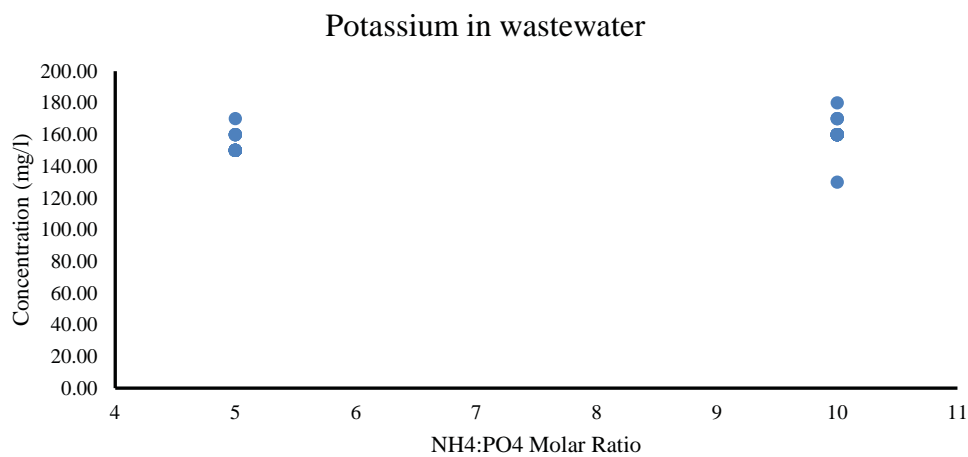 Potassium in wastewater
200.00
180.00
160.00
140.00
120.00
100.00
80.00
60.00
40.00
20.00
0.00
Concentration (mg/l)
4 5 6 7 8 9 10 11
NH4:PO4 Molar Ratio